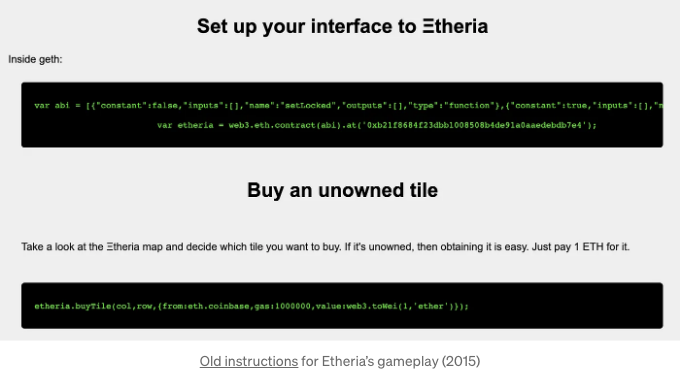 Set up your interface to Ξtheria
Inside geth:
var abi = [{"constant":false,"inputs":[],"name":"setLocked","outputs":[],"type":"function"},{"constant":true,"inputs":[],"n
var etheria = web3.eth.contract(abi).at('0xb21f8684f23dbb1008508b4de91a0aaedebdb7e4');
Buy an unowned tile
Take a look at the Ξtheria map and decide which tile you want to buy. If it's unowned, then obtaining it is easy. Just pay 1 ETH for it.
etheria.buyTile(col,row,{from:eth.coinbase,gas:1000000,value:web3.toWei(1,'ether')});
Old instructions for Etheria's gameplay (2015)